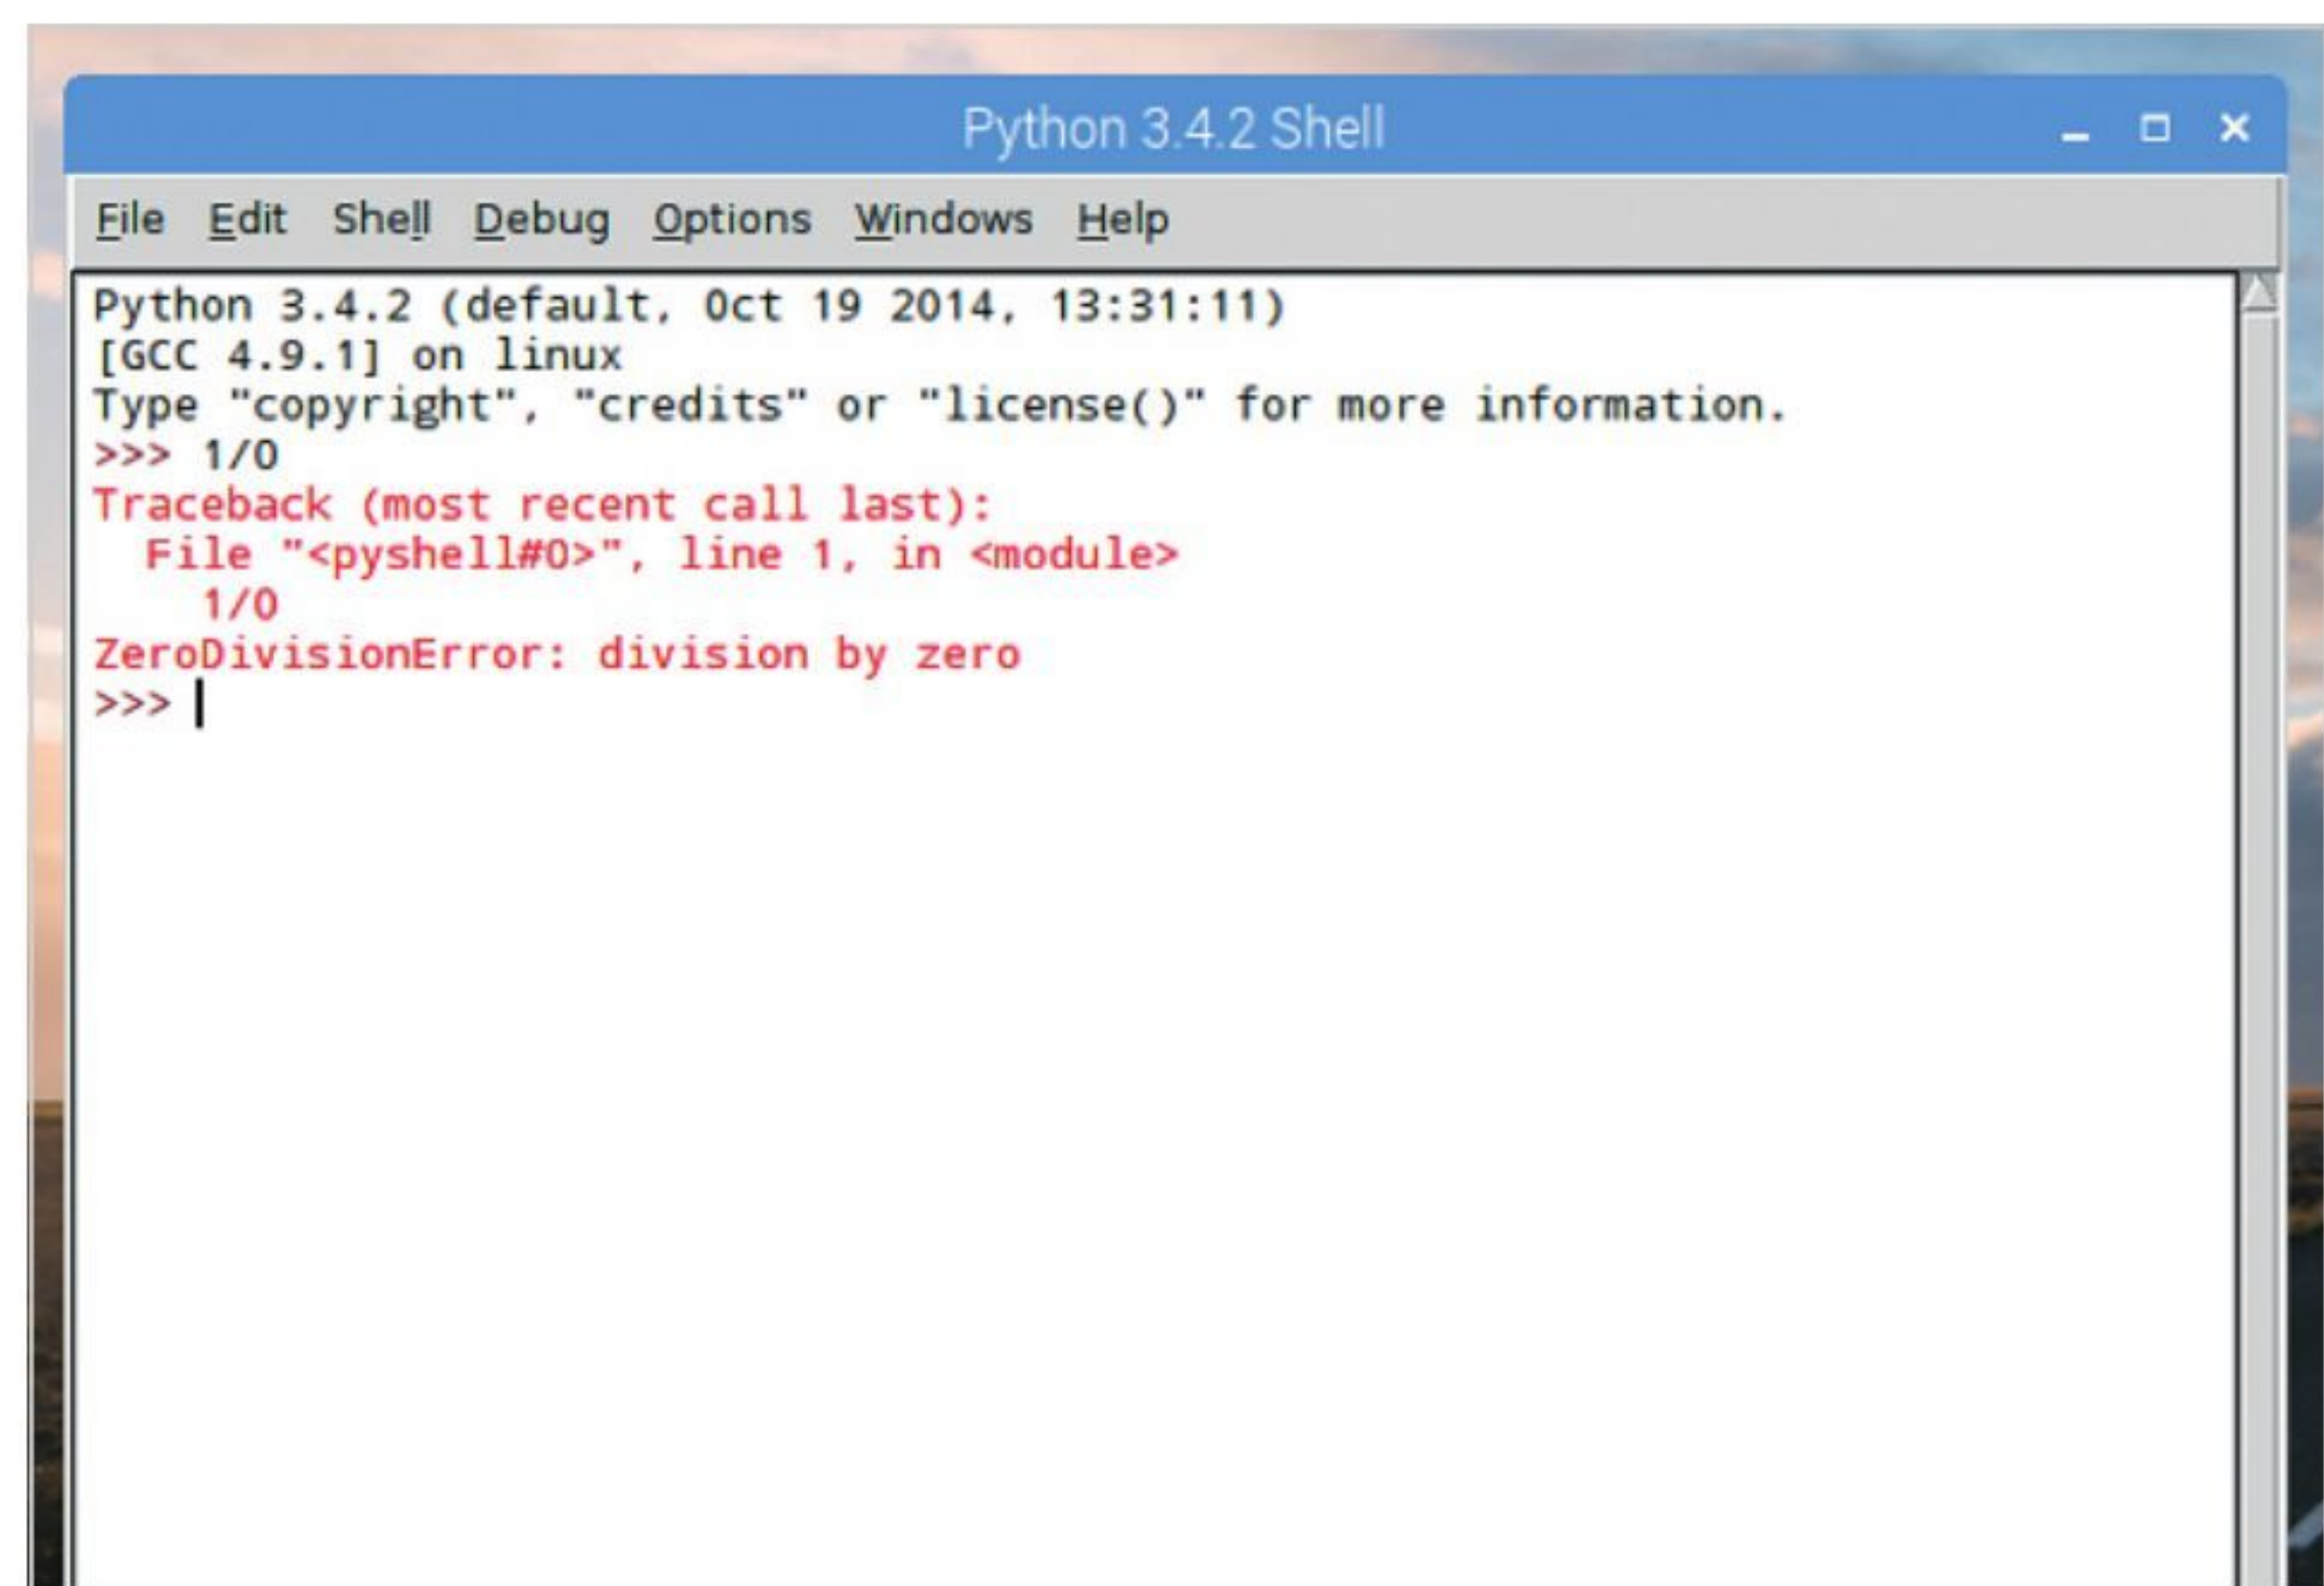 Python 3.4.2 Shell
File Edit Shell Debug Options Windows Help
Python 3.4.2 (default, Oct 19 2014, 13:31:11)
[GCC 4.9.1] on linux
Type "copyright", "credits" or "license()" for more information.
>>> 1/0
Traceback (most recent call last):
  File "<pyshell#0>", line 1, in <module>
    1/0
ZeroDivisionError: division by zero
>>>